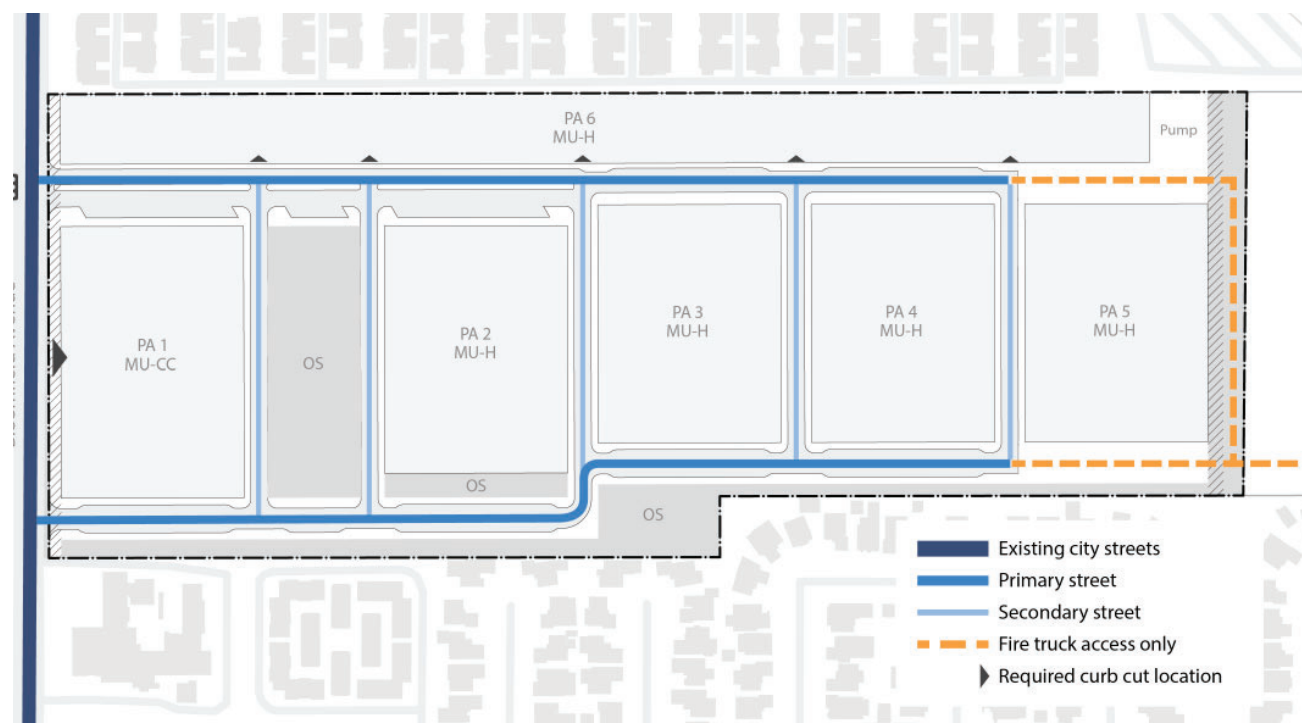 PA 6
MU-H
Pump
PA 1
MU-CC
OS
PA 2
MU-H
OS
PA 3
MU-H
PA 4
MU-H
PA 5
MU-H
OS
Existing city streets
Primary street
Secondary street
Fire truck access only
Required curb cut location